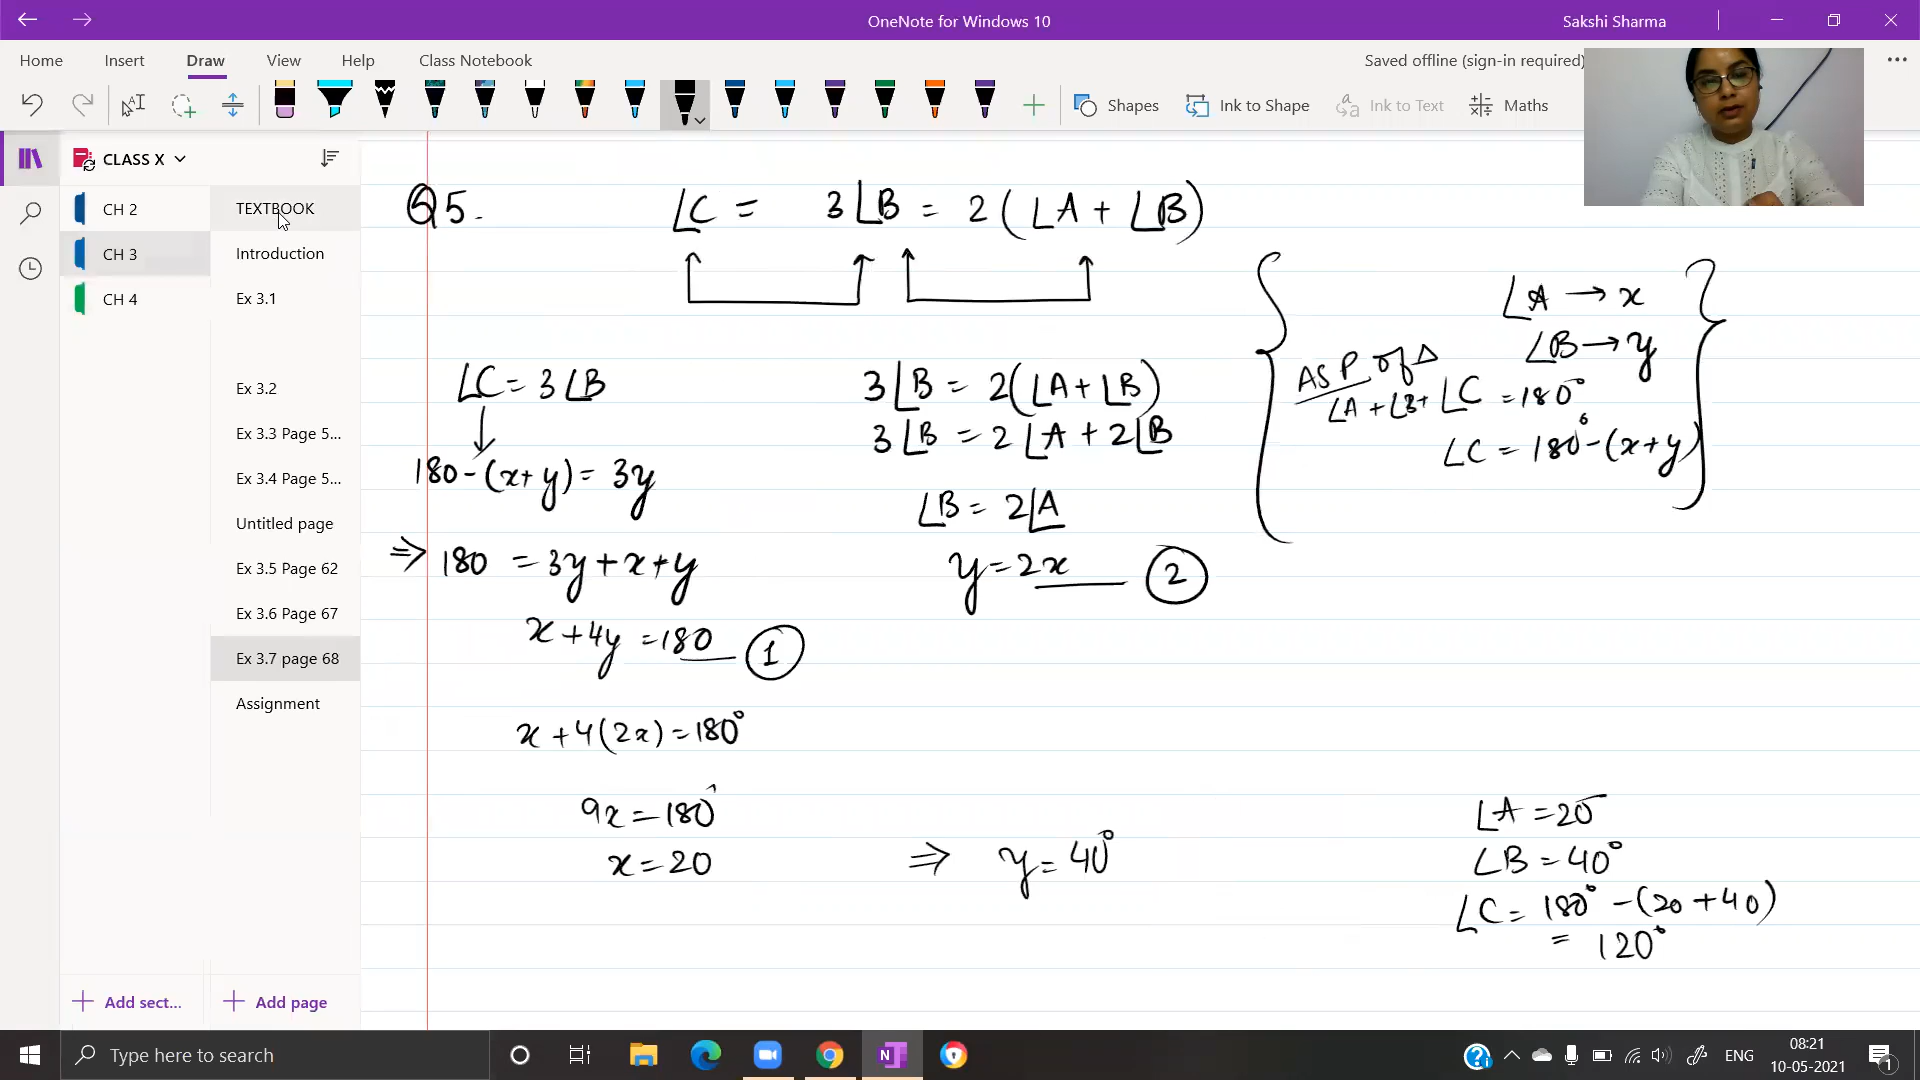 OneNote for Windows 10
Sakshi Sharma
Home Insert Draw View Help Class Notebook
Saved offline (sign-in required)
Shapes Ink to Shape Ink to Text Maths
CLASS X
CH 2
CH 3
CH 4
TEXTBOOK
Introduction
Ex 3.1
Ex 3.2
Ex 3.3 Page 5...
Ex 3.4 Page 5...
Untitled page
Ex 3.5 Page 62
Ex 3.6 Page 67
Ex 3.7 page 68
Assignment
Add sect...
Add page
Q5. ∠C = 3∠B = 2(∠A + ∠B)
∠C = 3∠B
180 - (x+y) = 3y
⇒ 180 = 3y + x + y
x + 4y = 180 — 1
x + 4(2x) = 180°
9x = 180°
x = 20
3∠B = 2(∠A + ∠B)
3∠B = 2∠A + 2∠B
∠B = 2∠A
y = 2x — 2
⇒ y = 40°
∠A → x
∠B → y
ASP of Δ
∠A + ∠B + ∠C = 180°
∠C = 180° - (x+y)
∠A = 20
∠B = 40°
∠C = 180° - (20 + 40)
= 120°
Type here to search
ENG
08:21
10-05-2021
1